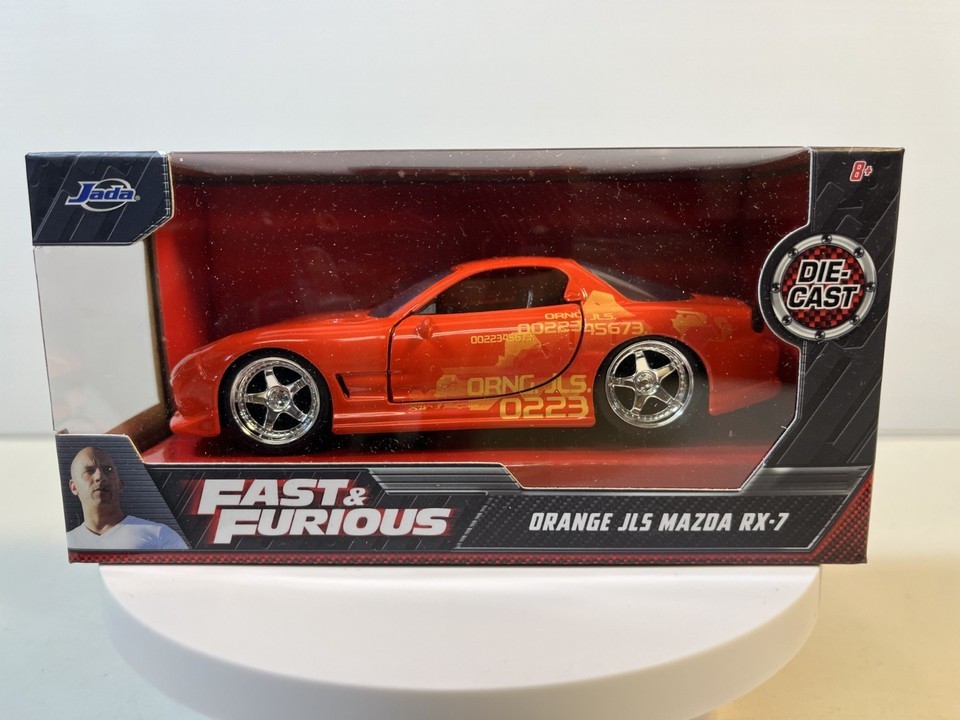 Jada
8+
DIE-
CAST
ORNG JLS.
0022345673.
0022345673.
ORNG JLS.
0223
FAST &
FURIOUS
ORANGE JLS MAZDA RX-7